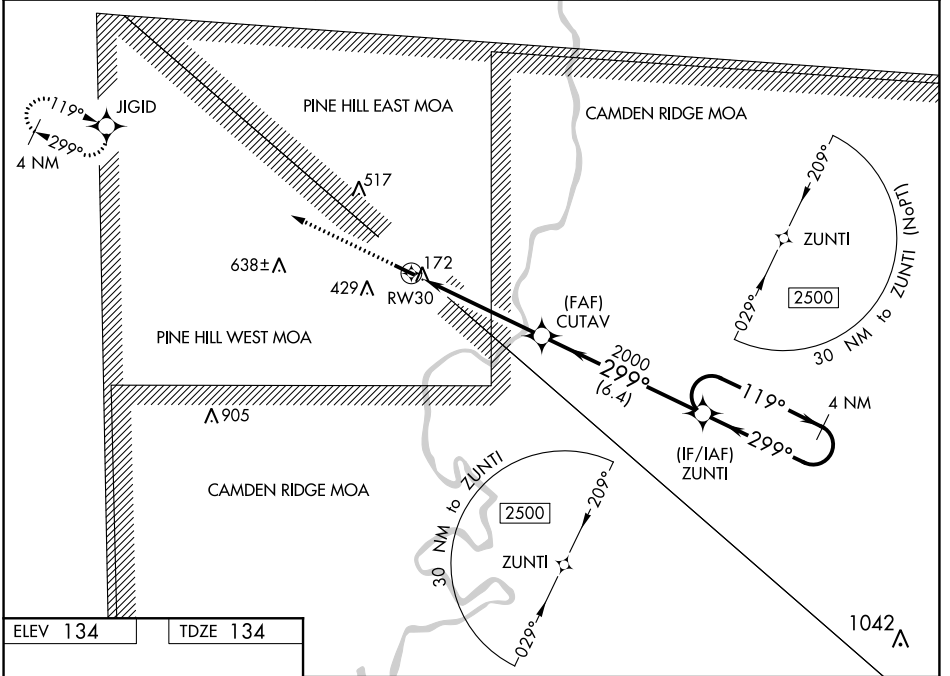 PINE HILL EAST MOA
CAMDEN RIDGE MOA
119°
JIGID
299°
4 NM
517
209°
ZUNTI
2500
029°
30 NM to ZUNTI (NoPT)
638±
172
429
RW30
(FAF)
CUTAV
PINE HILL WEST MOA
2000
299°
(6.4)
119°
4 NM
299°
(IF/IAF)
ZUNTI
905
CAMDEN RIDGE MOA
30 NM to ZUNTI
2500
209°
ZUNTI
029°
1042
ELEV 134
TDZE 134